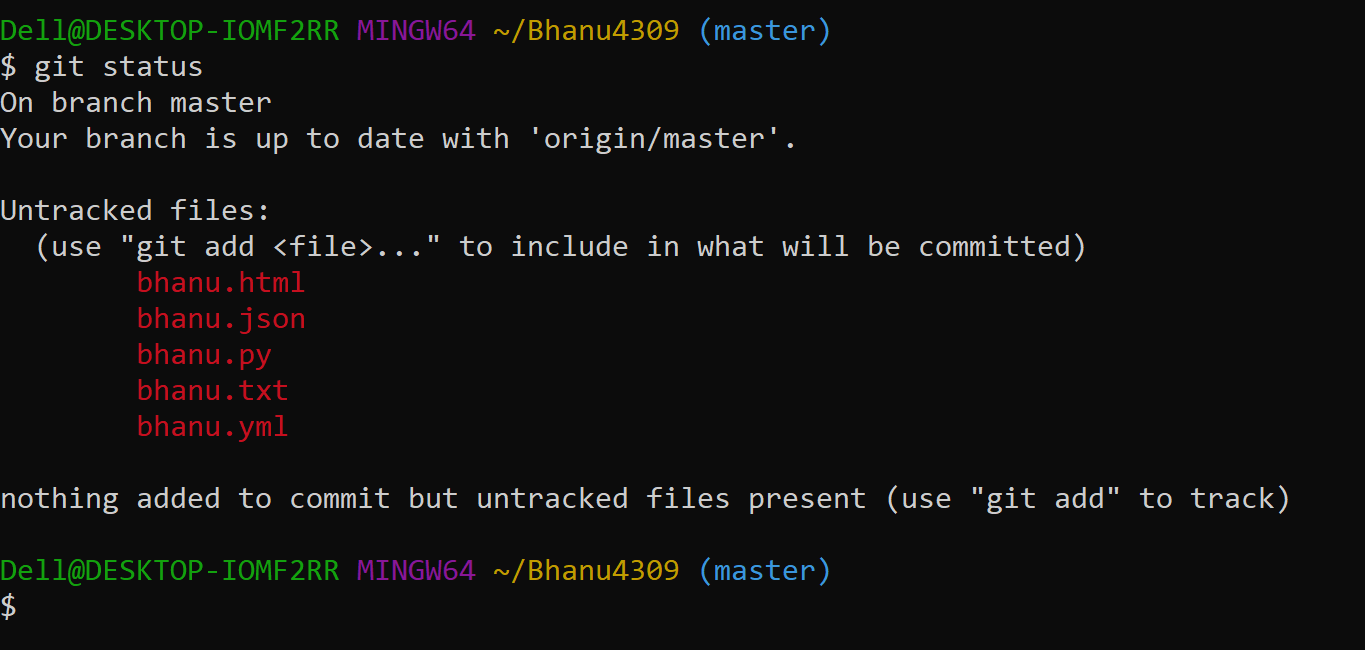 Dell@DESKTOP-IOMF2RR MINGW64 ~/Bhanu4309 (master)
$ git status
On branch master
Your branch is up to date with 'origin/master'.

Untracked files:
  (use "git add <file>..." to include in what will be committed)
        bhanu.html
        bhanu.json
        bhanu.py
        bhanu.txt
        bhanu.yml

nothing added to commit but untracked files present (use "git add" to track)

Dell@DESKTOP-IOMF2RR MINGW64 ~/Bhanu4309 (master)
$